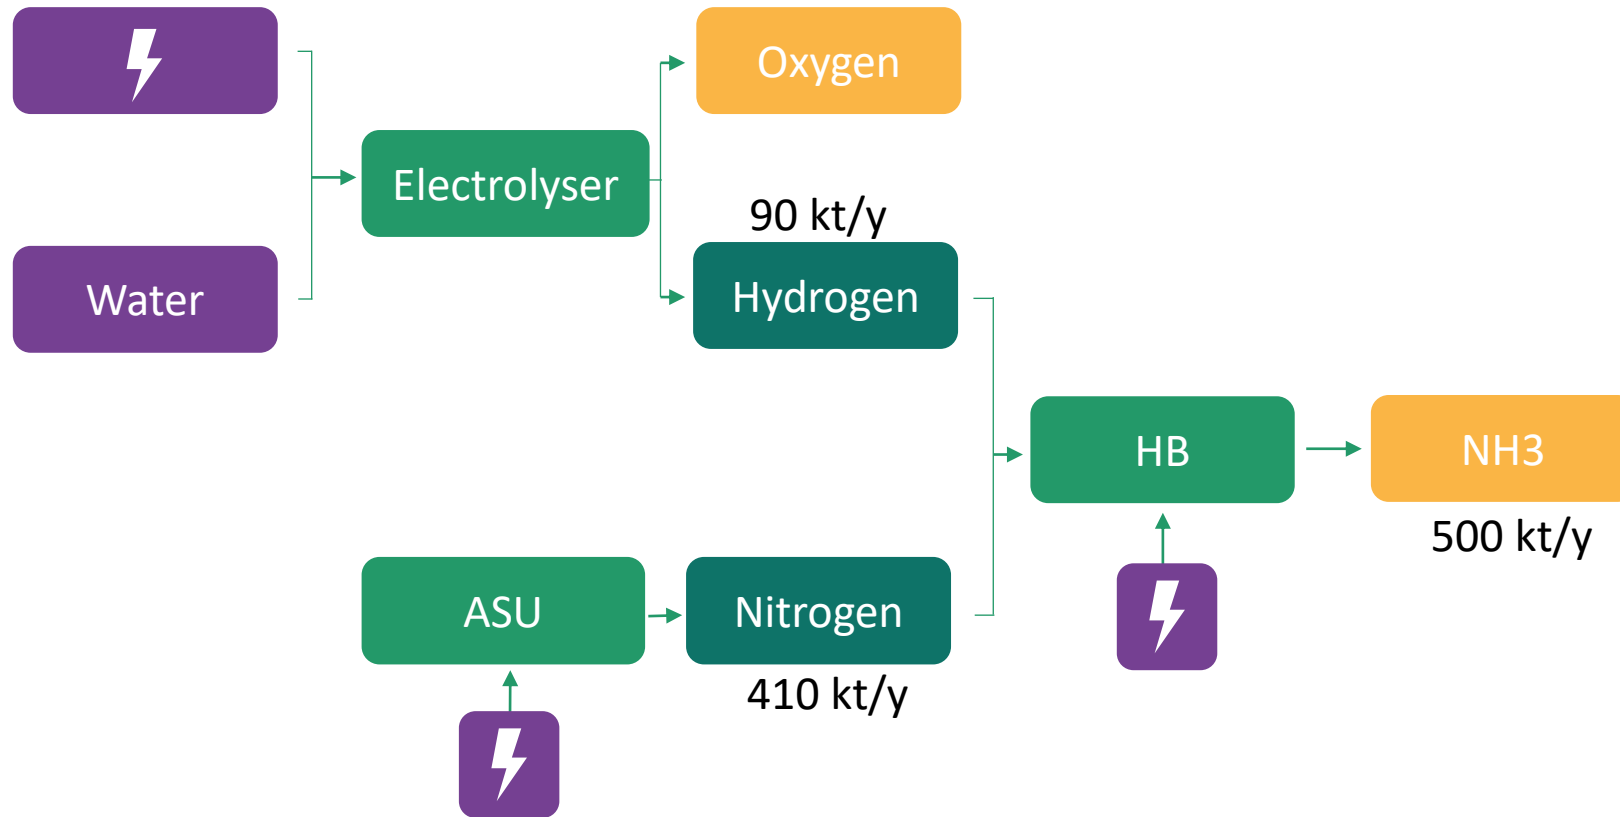 Oxygen
Electrolyser
90 kt/y
Water
Hydrogen
HB
NH3
500 kt/y
ASU
Nitrogen
410 kt/y